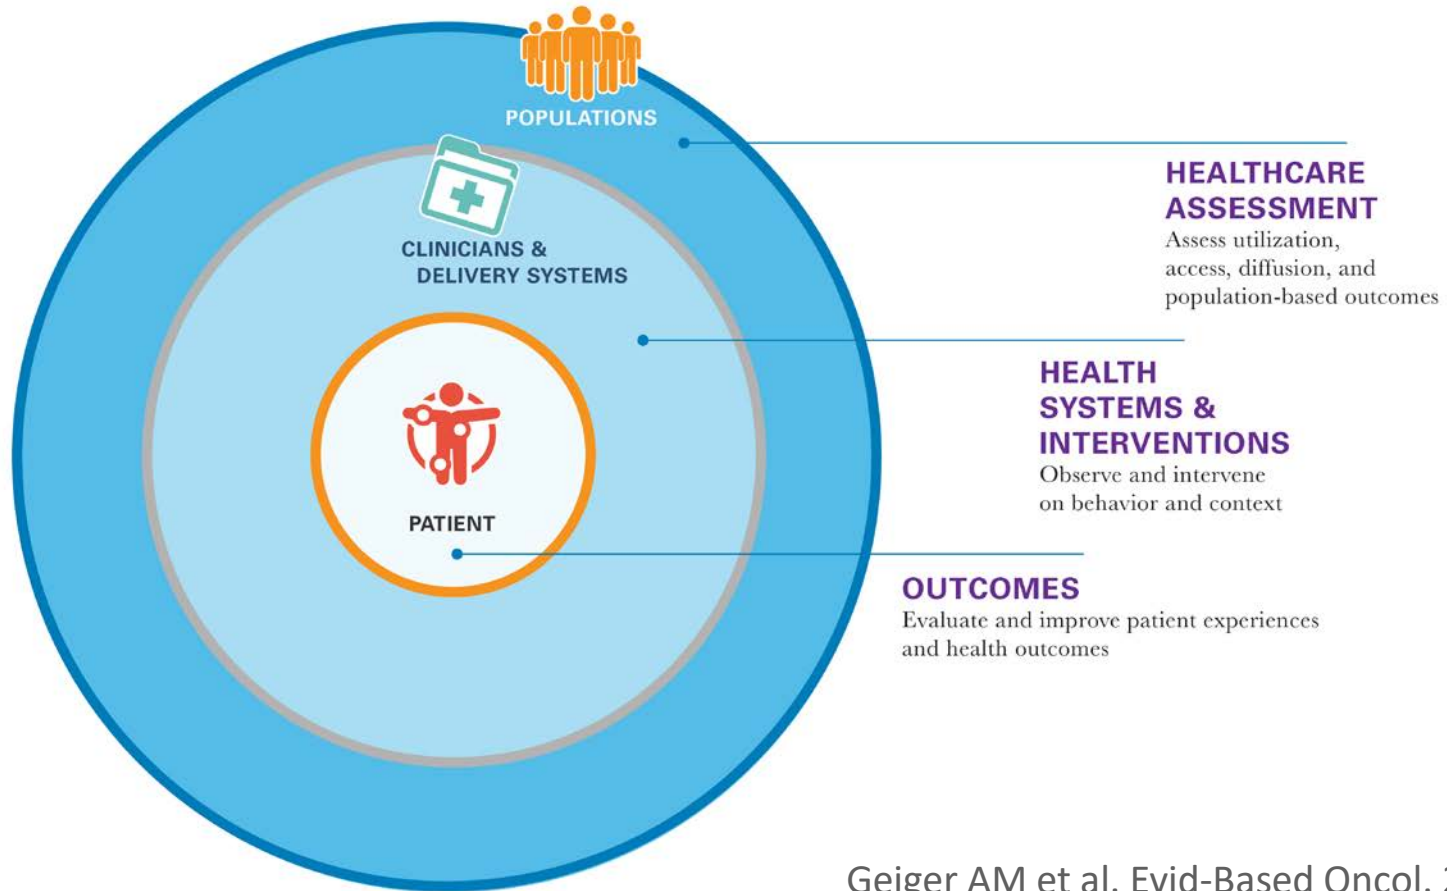 POPULATIONS
CLINICIANS &
DELIVERY SYSTEMS
PATIENT
HEALTHCARE
ASSESSMENT
Assess utilization,
access, diffusion, and
population-based outcomes
HEALTH
SYSTEMS &
INTERVENTIONS
Observe and intervene
on behavior and context
OUTCOMES
Evaluate and improve patient experiences
and health outcomes
Geiger AM et al. Evid-Based Oncol.